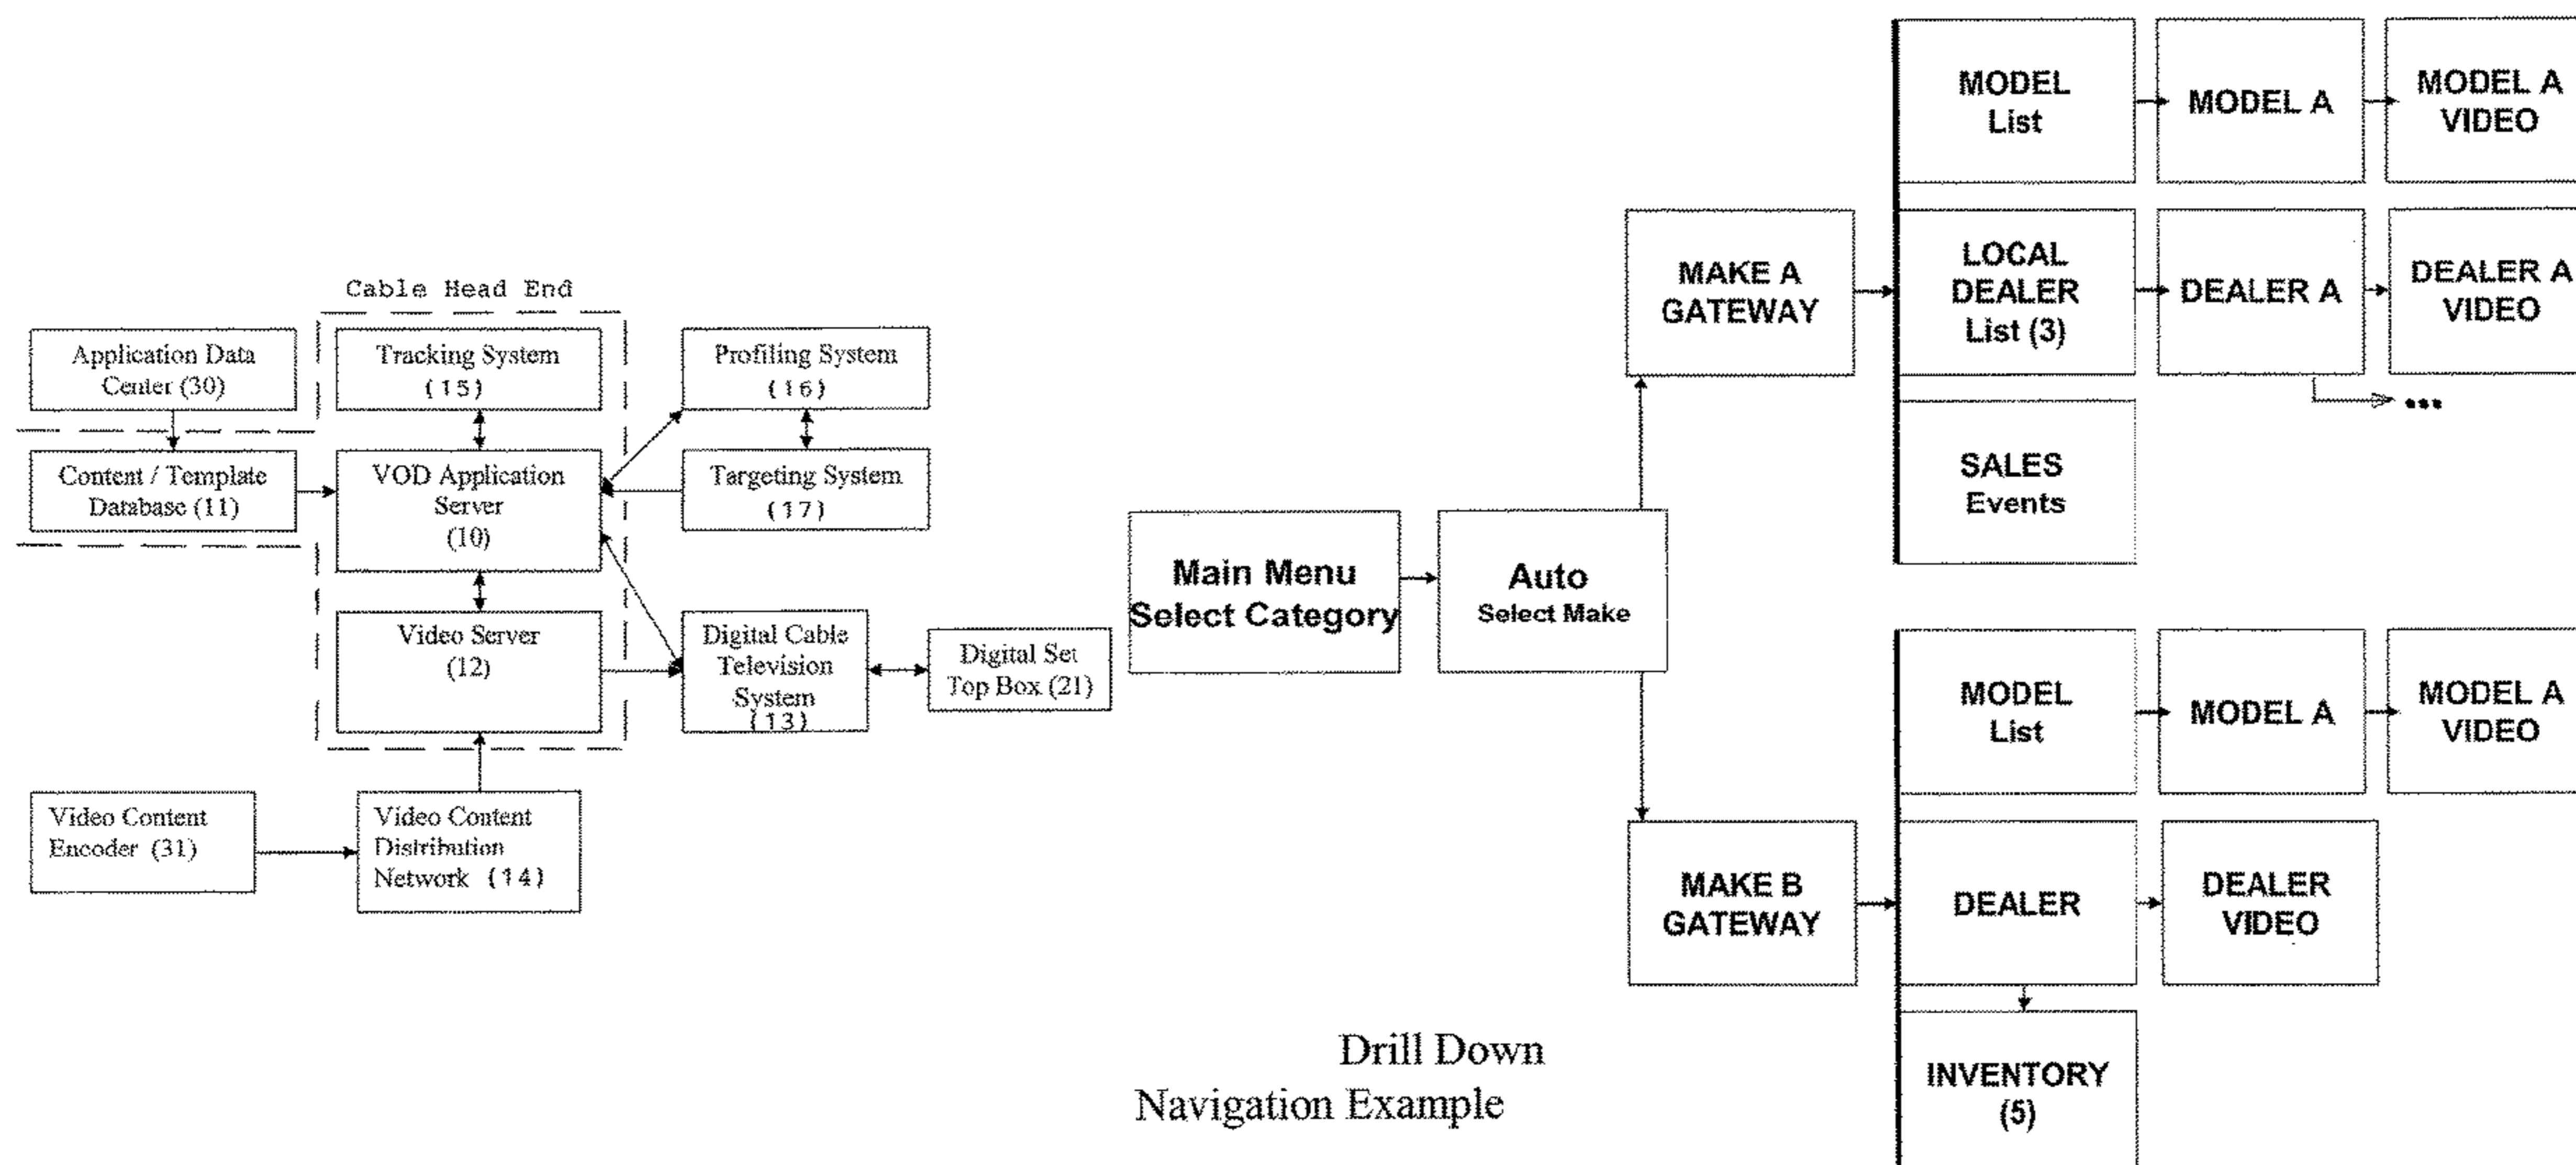 Cable Head End
Application Data
Center (30)
Tracking System
(15)
Profiling System
(16)
Content / Template
Database (11)
VOD Application
Server
(10)
Targeting System
(17)
Video Server
(12)
Digital Cable
Television
System
(13)
Digital Set
Top Box (21)
Video Content
Encoder (31)
Video Content
Distribution
Network (14)
Main Menu
Select Category
Auto
Select Make
MAKE A
GATEWAY
MODEL
List
MODEL A
MODEL A
VIDEO
LOCAL
DEALER
List (3)
DEALER A
DEALER A
VIDEO
...
SALES
Events
MAKE B
GATEWAY
MODEL
List
MODEL A
MODEL A
VIDEO
DEALER
DEALER
VIDEO
INVENTORY
(5)
Drill Down
Navigation Example